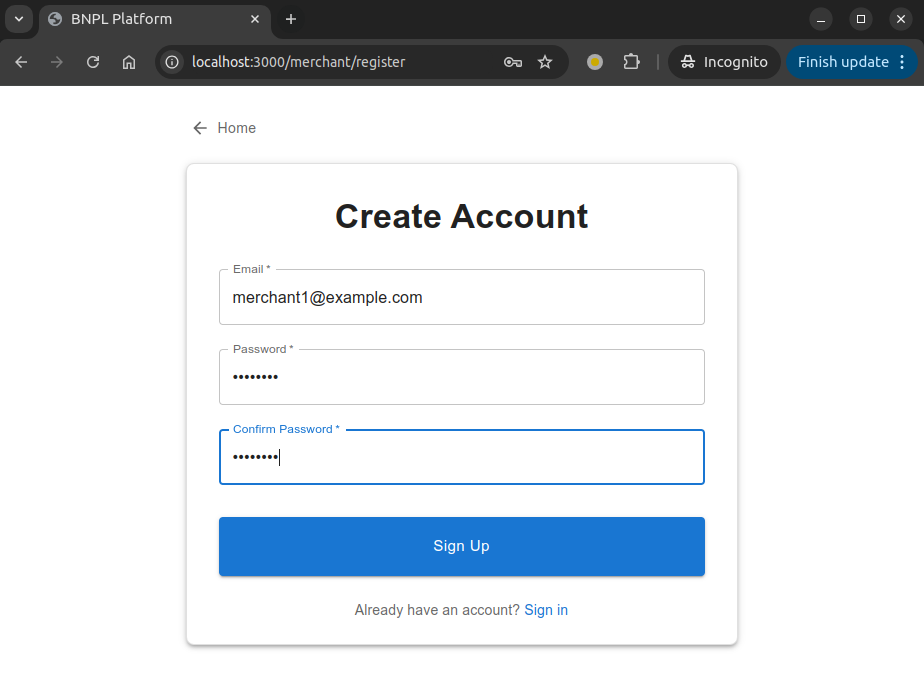 BNPL Platform
localhost:3000/merchant/register
Incognito
Finish update
Home
Create Account
Email *
merchant1@example.com
Password *
••••••••
Confirm Password *
••••••••
Sign Up
Already have an account? Sign in